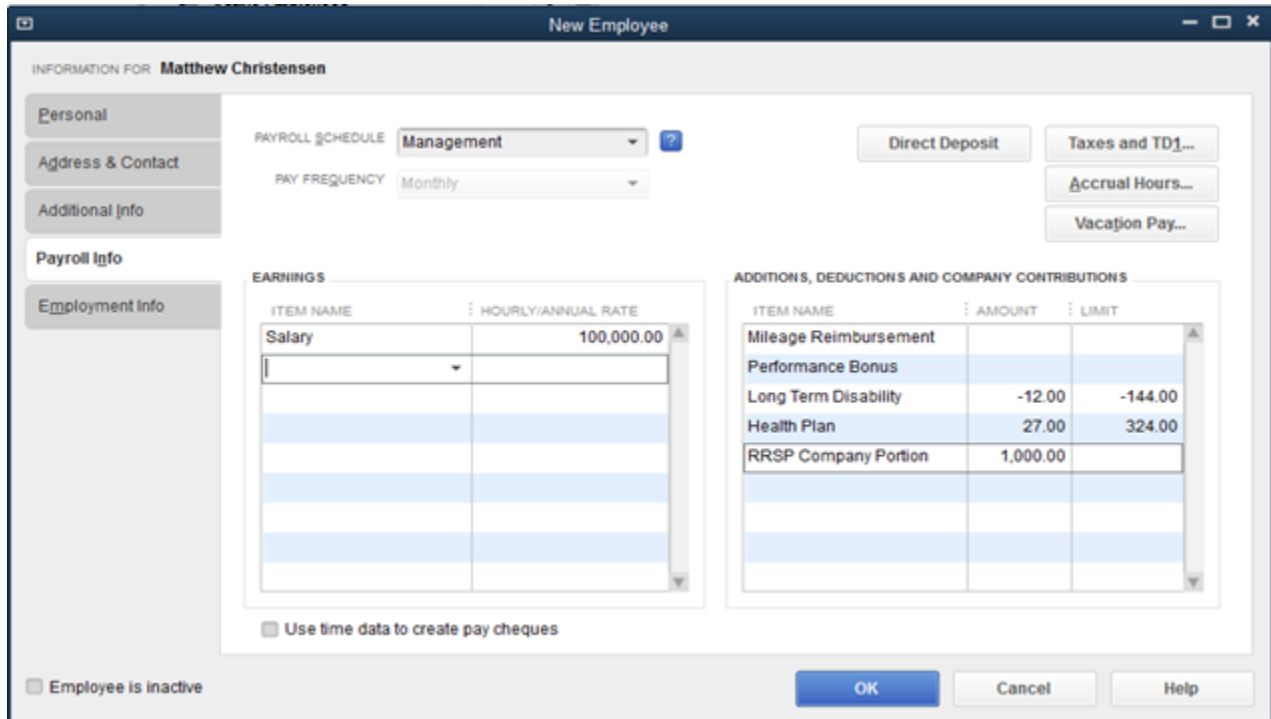 New Employee
INFORMATION FOR Matthew Christensen
Personal
Address & Contact
Additional Info
Payroll Info
Employment Info
PAYROLL SCHEDULE Management ?
PAY FREQUENCY Monthly
Direct Deposit
Taxes and TD1...
Accrual Hours...
Vacation Pay...
EARNINGS
ITEM NAME HOURLY/ANNUAL RATE
Salary 100,000.00
ADDITIONS, DEDUCTIONS AND COMPANY CONTRIBUTIONS
ITEM NAME AMOUNT LIMIT
Mileage Reimbursement
Performance Bonus
Long Term Disability -12.00 -144.00
Health Plan 27.00 324.00
RRSP Company Portion 1,000.00
Use time data to create pay cheques
Employee is inactive
OK Cancel Help